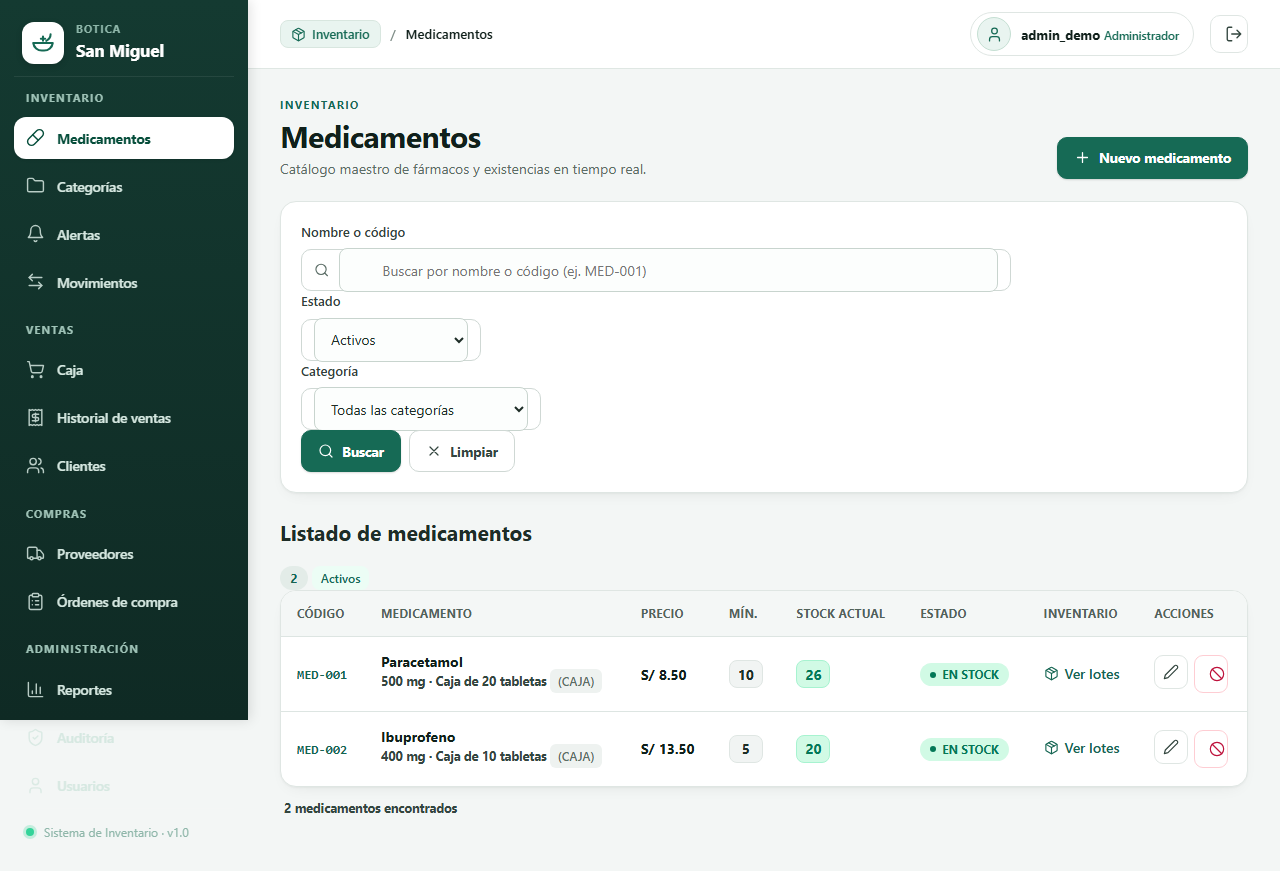 BOTICA
San Miguel
INVENTARIO
Medicamentos
Categorías
Alertas
Movimientos
VENTAS
Caja
Historial de ventas
Clientes
COMPRAS
Proveedores
Órdenes de compra
ADMINISTRACIÓN
Reportes
Auditoría
Usuarios
Sistema de Inventario · v1.0
Inventario / Medicamentos
admin_demo Administrador
INVENTARIO
Medicamentos
Catálogo maestro de fármacos y existencias en tiempo real.
Nuevo medicamento
Nombre o código
Buscar por nombre o código (ej. MED-001)
Estado
Activos
Categoría
Todas las categorías
Buscar Limpiar
Listado de medicamentos
2 Activos
CÓDIGO MEDICAMENTO PRECIO MÍN. STOCK ACTUAL ESTADO INVENTARIO ACCIONES
MED-001 Paracetamol S/ 8.50 10 26 EN STOCK Ver lotes
500 mg · Caja de 20 tabletas (CAJA)
MED-002 Ibuprofeno S/ 13.50 5 20 EN STOCK Ver lotes
400 mg · Caja de 10 tabletas (CAJA)
2 medicamentos encontrados